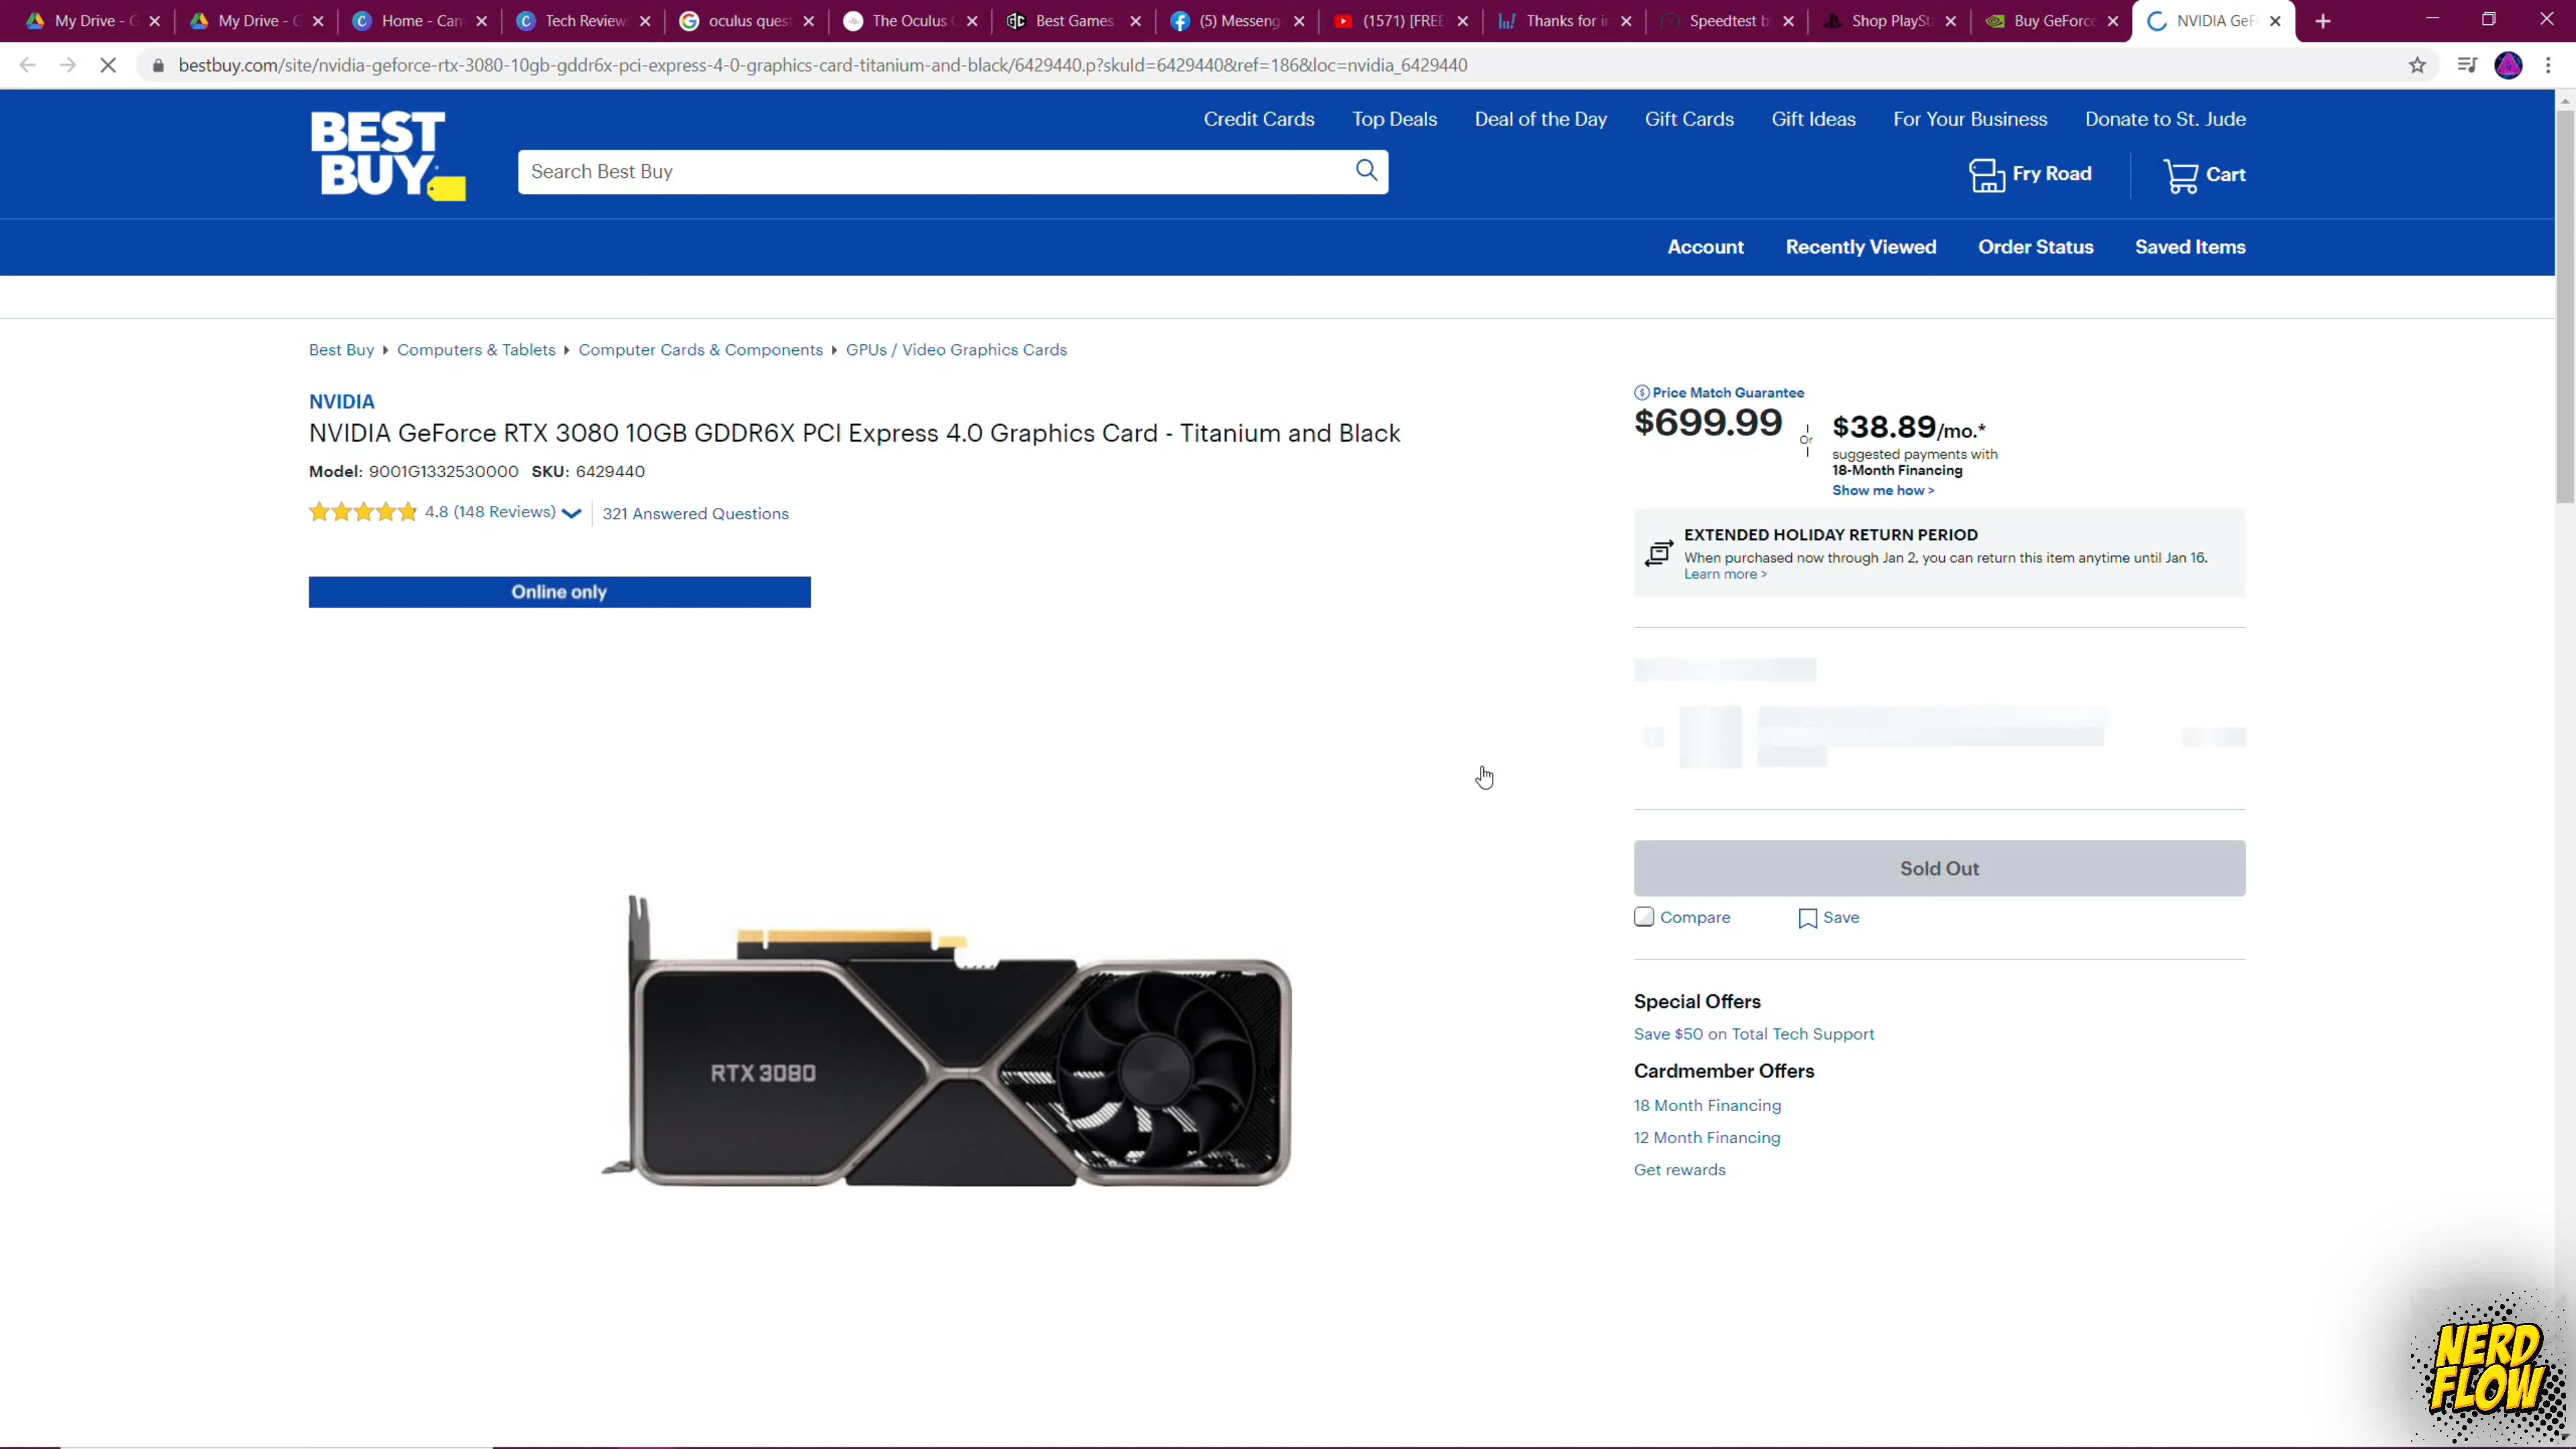 My Drive - G
My Drive - G
Home - Can
Tech Review
oculus quest
The Oculus
Best Games
(5) Messeng
(1571) [FREE
Thanks for i
Speedtest b
Shop PlaySta
Buy GeForce
NVIDIA GeF
bestbuy.com/site/nvidia-geforce-rtx-3080-10gb-gddr6x-pci-express-4-0-graphics-card-titanium-and-black/6429440.p?skuId=6429440&ref=186&loc=nvidia_6429440
Credit Cards Top Deals Deal of the Day Gift Cards Gift Ideas For Your Business Donate to St. Jude
BEST
BUY
Search Best Buy
Fry Road
Cart
Account Recently Viewed Order Status Saved Items
Best Buy Computers & Tablets Computer Cards & Components GPUs / Video Graphics Cards
NVIDIA
NVIDIA GeForce RTX 3080 10GB GDDR6X PCI Express 4.0 Graphics Card - Titanium and Black
Model: 9001G1332530000 SKU: 6429440
4.8 (148 Reviews) 321 Answered Questions
Online only
RTX 3080
Price Match Guarantee
$699.99
Or
$38.89/mo.*
suggested payments with
18-Month Financing
Show me how >
EXTENDED HOLIDAY RETURN PERIOD
When purchased now through Jan 2, you can return this item anytime until Jan 16.
Learn more >
Sold Out
Compare Save
Special Offers
Save $50 on Total Tech Support
Cardmember Offers
18 Month Financing
12 Month Financing
Get rewards
NERD
FLOW